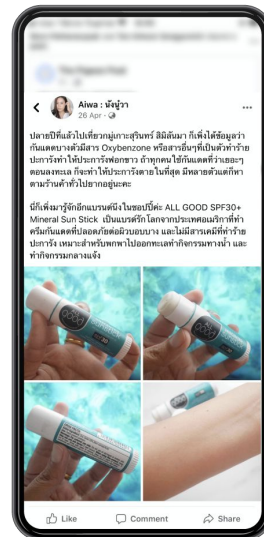 Aiwa : นังนู๋วา
26 Apr
ปลายปีที่แล้วไปเที่ยวหมู่เกาะสุรินทร์ สิมิลันมา ก็เพิ่งได้ข้อมูลว่า
กันแดดบางตัวมีสาร Oxybenzone หรือสารอื่นๆที่เป็นตัวทำร้าย
ปะการังทำให้ประการังฟอกขาว ถ้าทุกคนใช้กันแดดที่ว่าเยอะๆ
ตอนลงทะเล ก็จะทำให้ประการังตายในที่สุด มีหลายตัวแต่ก็หา
ตามร้านค้าทั่วไปยากอยู่นะคะ
นี่ก็เพิ่งมารู้จักอีกแบรนด์นึงในชอปปี้ค่ะ ALL GOOD SPF30+
Mineral Sun Stick เป็นแบรด์รักโลกจากประเทศอเมริกาที่ทำ
ครีมกันแดดที่ปลอดภัยต่อผิวบอบบาง และไม่มีสารเคมีที่ทำร้าย
ปะการัง เหมาะสำหรับพกพาไปออกทะเลทำกิจกรรมทางน้ำ และ
ทำกิจกรรมกลางแจ้ง
Like
Comment
Share